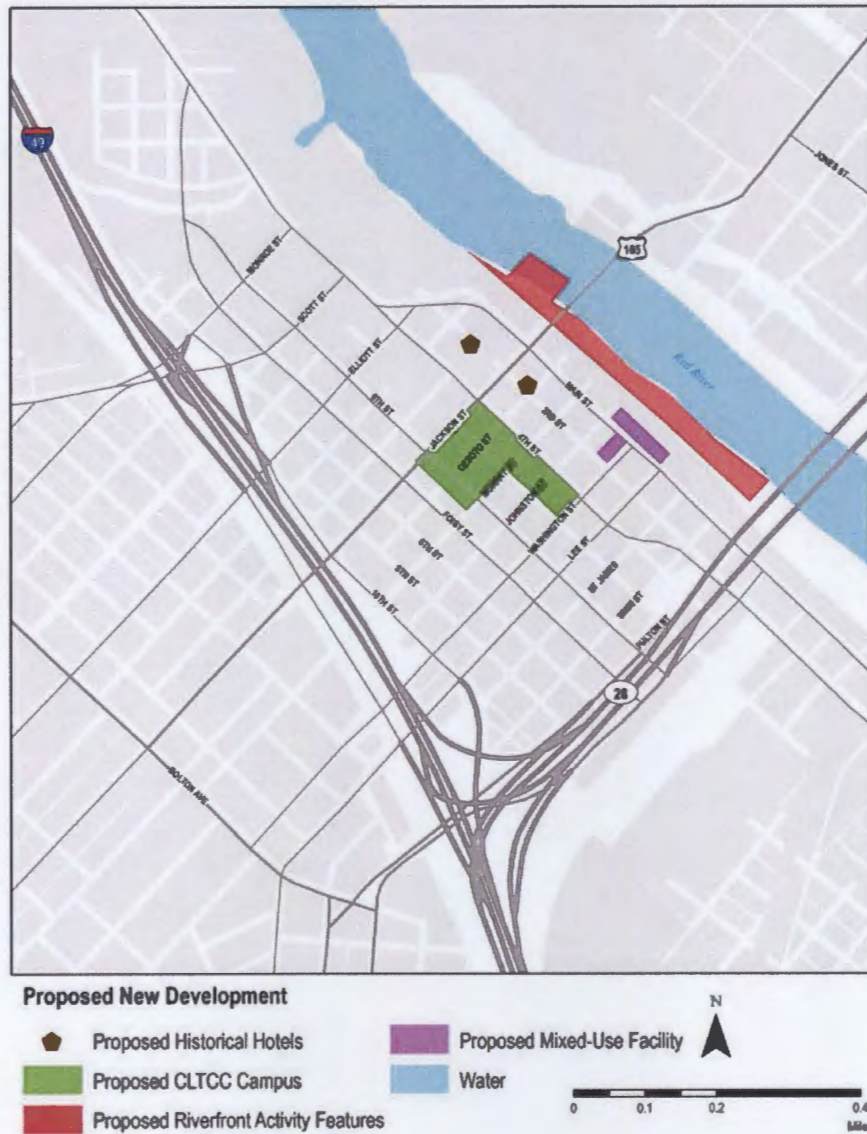 49
JONES ST.
165
MONROE ST.
SCOTT ST.
ELLIOTT ST.
Red River
6TH ST.
MAIN ST.
JACKSON ST
3RD ST
4TH ST.
DESOTO ST
MURRAY ST
JOHNSTON ST
WASHINGTON ST
FOISY ST.
LEE ST.
8TH ST
9TH ST
10TH ST.
ST JAMES
FULTON ST.
28
BOLTON AVE.
Proposed New Development
Proposed Historical Hotels
Proposed CLTCC Campus
Proposed Riverfront Activity Features
Proposed Mixed-Use Facility
Water
N
0 0.1 0.2 0.4